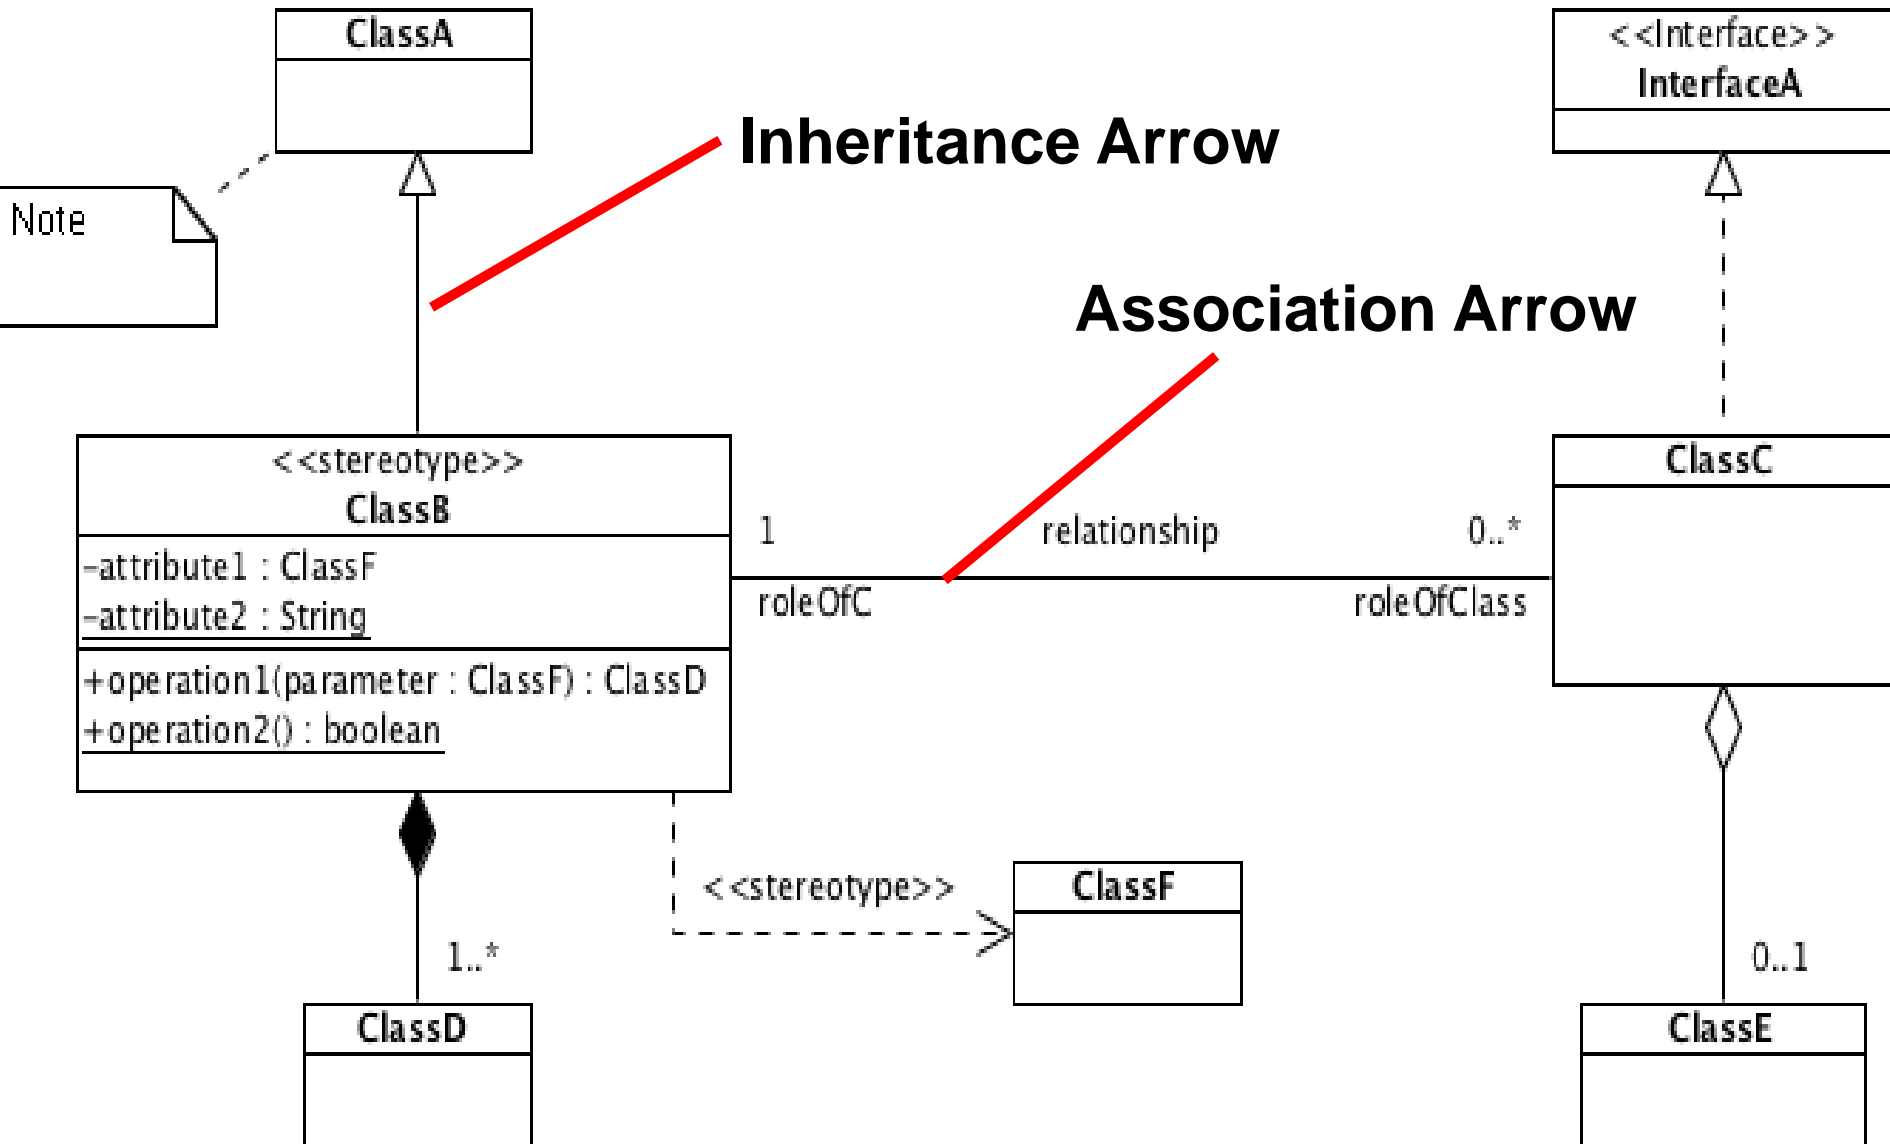 ClassA
<<Interface>>
InterfaceA
Inheritance Arrow
Note
Association Arrow
<<stereotype>>
ClassB
-attribute1 : ClassF
-attribute2 : String
+operation1(parameter : ClassF) : ClassD
+operation2() : boolean
1
relationship
0..*
roleOfC
roleOfClass
ClassC
<<stereotype>>
ClassF
1..*
0..1
ClassD
ClassE